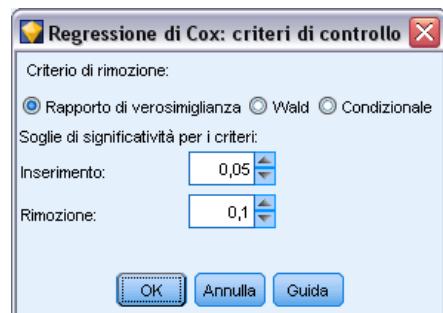 Regressione di Cox: criteri di controllo
Criterio di rimozione:
Rapporto di verosimiglianza Wald Condizionale
Soglie di significatività per i criteri:
Inserimento: 0,05
Rimozione: 0,1
OK Annulla Guida